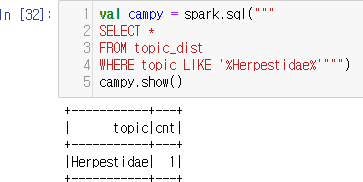 In [32]:
1 val campy = spark.sql("""
2 SELECT *
3 FROM topic_dist
4 WHERE topic LIKE '%Herpestidae%'""")
5 campy.show()
+-----------+---+
|      topic|cnt|
+-----------+---+
|Herpestidae|  1|
+-----------+---+